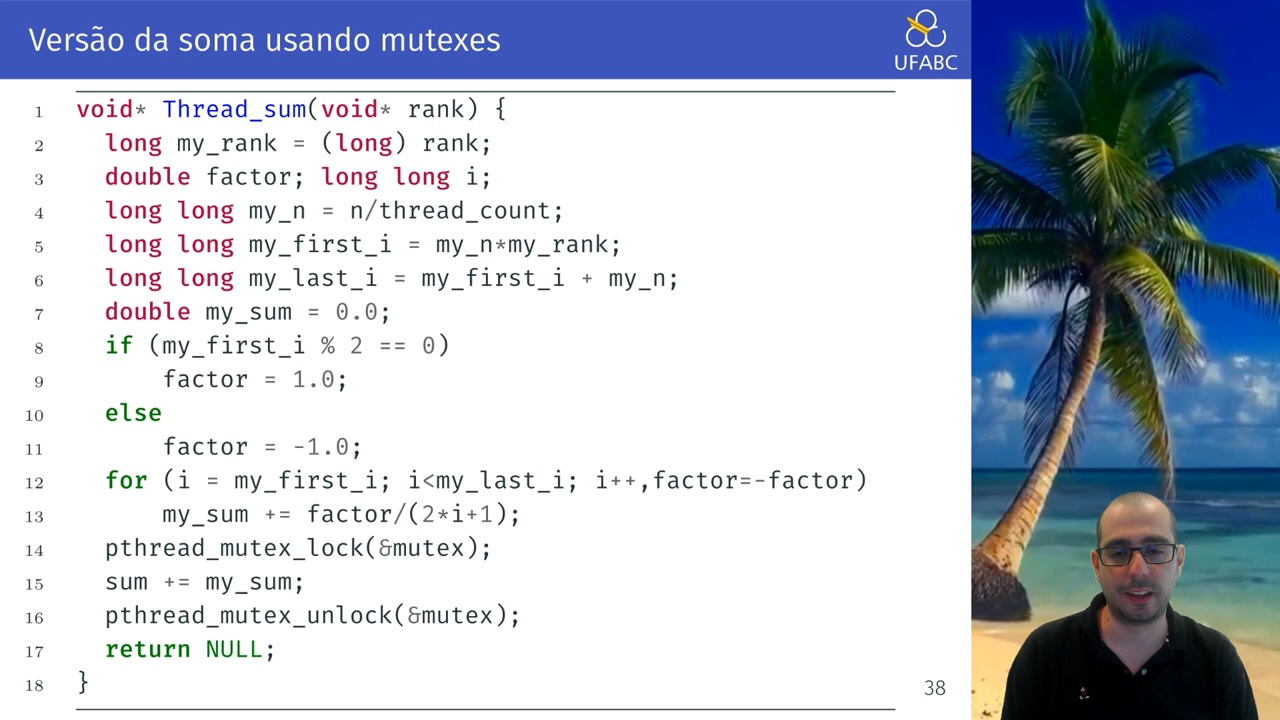 Versão da soma usando mutexes
UFABC
1 void* Thread_sum(void* rank) {
2 long my_rank = (long) rank;
3 double factor; long long i;
4 long long my_n = n/thread_count;
5 long long my_first_i = my_n*my_rank;
6 long long my_last_i = my_first_i + my_n;
7 double my_sum = 0.0;
8 if (my_first_i % 2 == 0)
9 factor = 1.0;
10 else
11 factor = -1.0;
12 for (i = my_first_i; i<my_last_i; i++,factor=-factor)
13 my_sum += factor/(2*i+1);
14 pthread_mutex_lock(&mutex);
15 sum += my_sum;
16 pthread_mutex_unlock(&mutex);
17 return NULL;
18 }
38